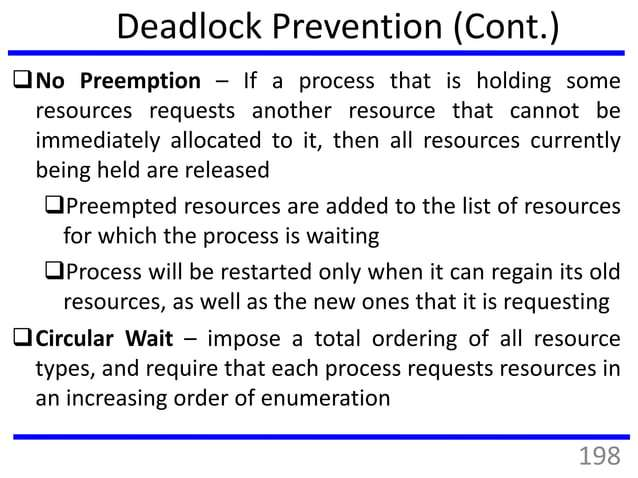 Deadlock Prevention (Cont.)
❑No Preemption – If a process that is holding some
resources requests another resource that cannot be
immediately allocated to it, then all resources currently
being held are released
❑Preempted resources are added to the list of resources
for which the process is waiting
❑Process will be restarted only when it can regain its old
resources, as well as the new ones that it is requesting
❑Circular Wait – impose a total ordering of all resource
types, and require that each process requests resources in
an increasing order of enumeration
198